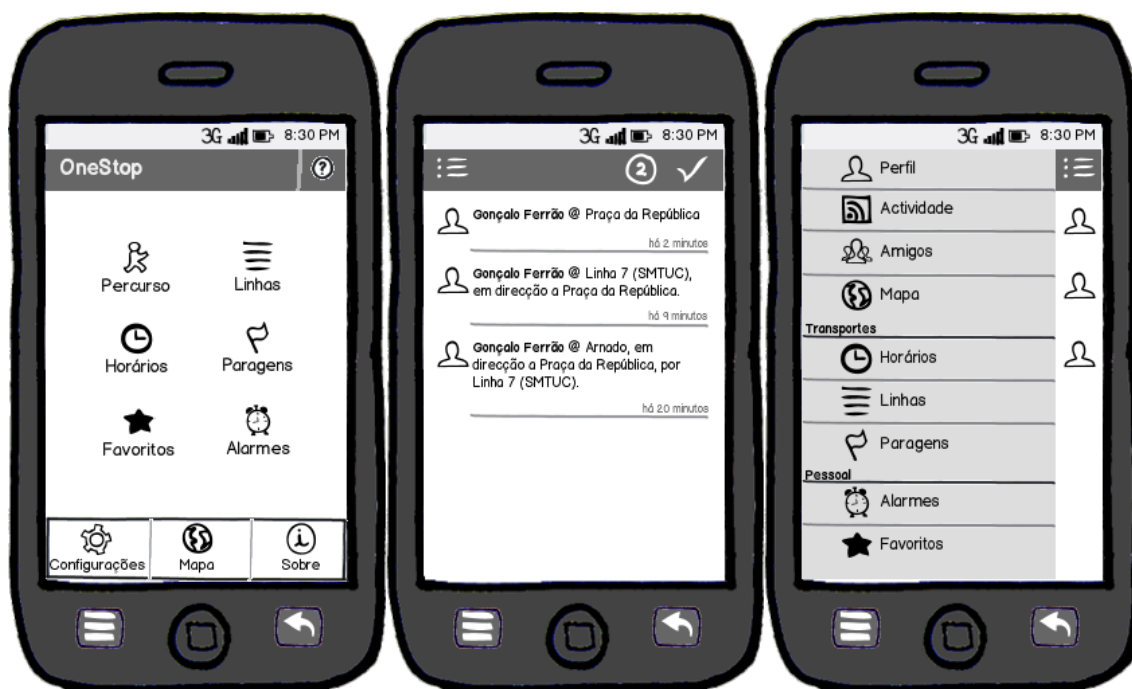 3G 8:30 PM
OneStop ?
Percurso Linhas
Horários Paragens
Favoritos Alarmes
Configurações Mapa Sobre
3G 8:30 PM
2
Gonçalo Ferrão @ Praça da República
há 2 minutos
Gonçalo Ferrão @ Linha 7 (SMTUC),
em direcção a Praça da República.
há 9 minutos
Gonçalo Ferrão @ Arnado, em
direcção a Praça da República, por
Linha 7 (SMTUC).
há 20 minutos
3G 8:30 PM
Perfil
Actividade
Amigos
Mapa
Transportes
Horários
Linhas
Paragens
Pessoal
Alarmes
Favoritos